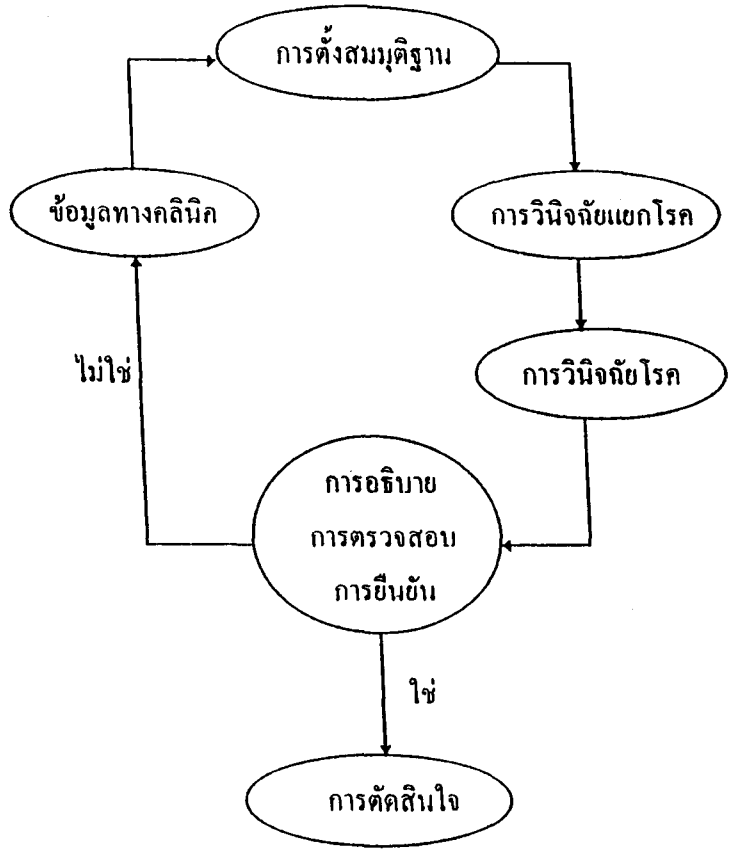 การตั้งสมมุติฐาน
ข้อมูลทางคลินิค
การวินิจฉัยแยกโรค
ไม่ใช่
การวินิจฉัยโรค
การอธิบาย
การตรวจสอบ
การยืนยัน
ใช่
การตัดสินใจ